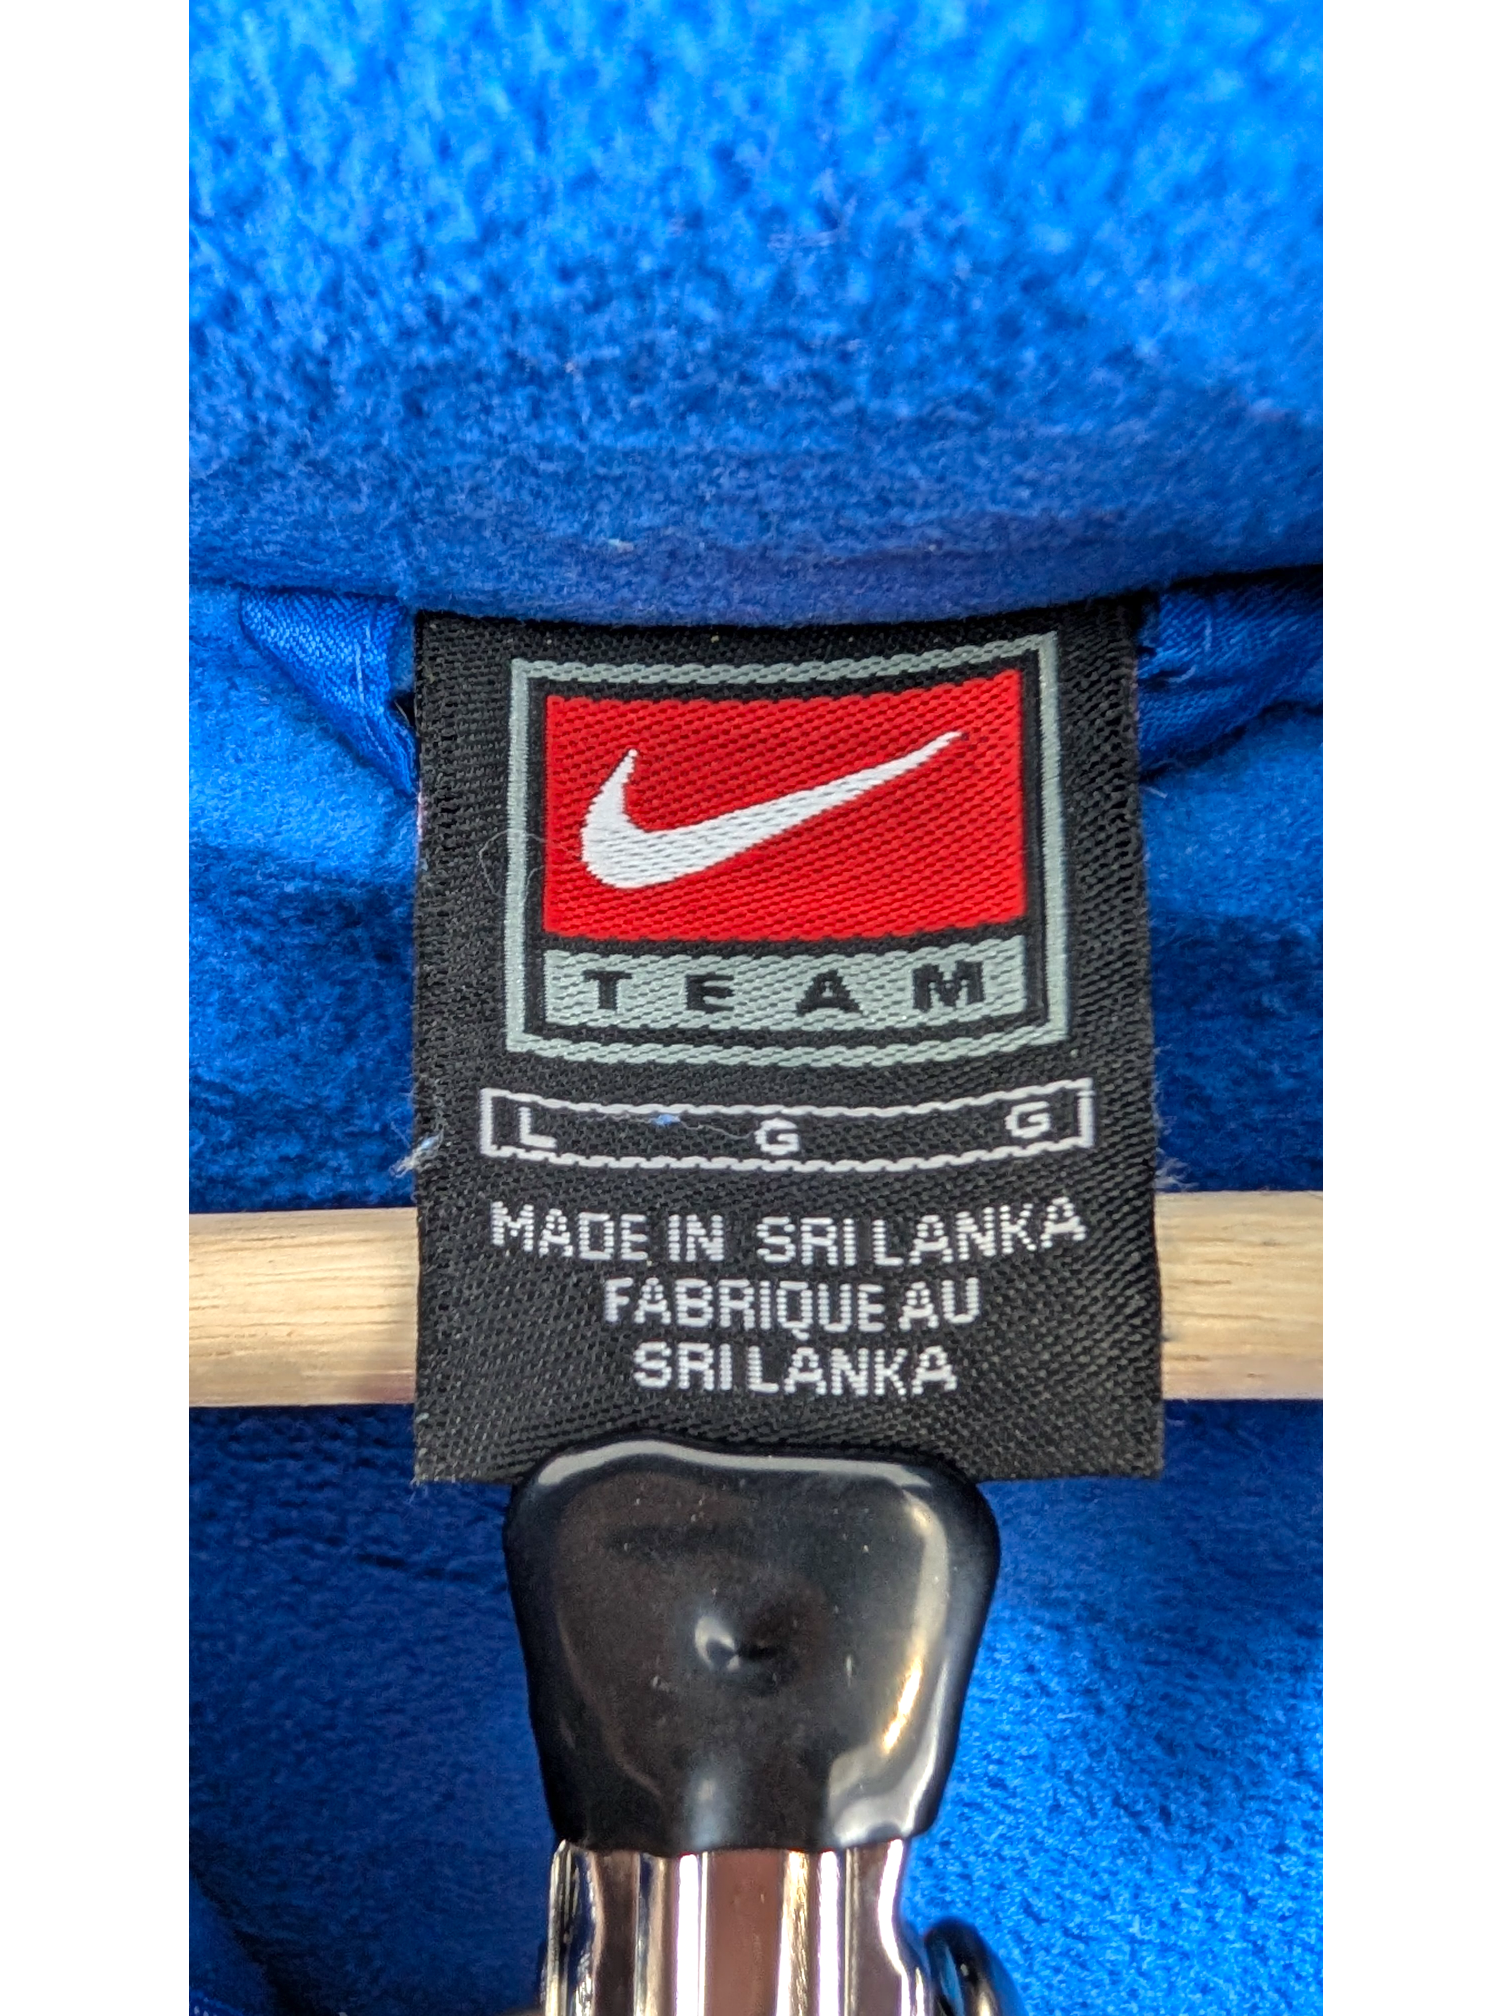 TEAM
L G G
MADE IN SRI LANKA
FABRIQUE AU
SRI LANKA